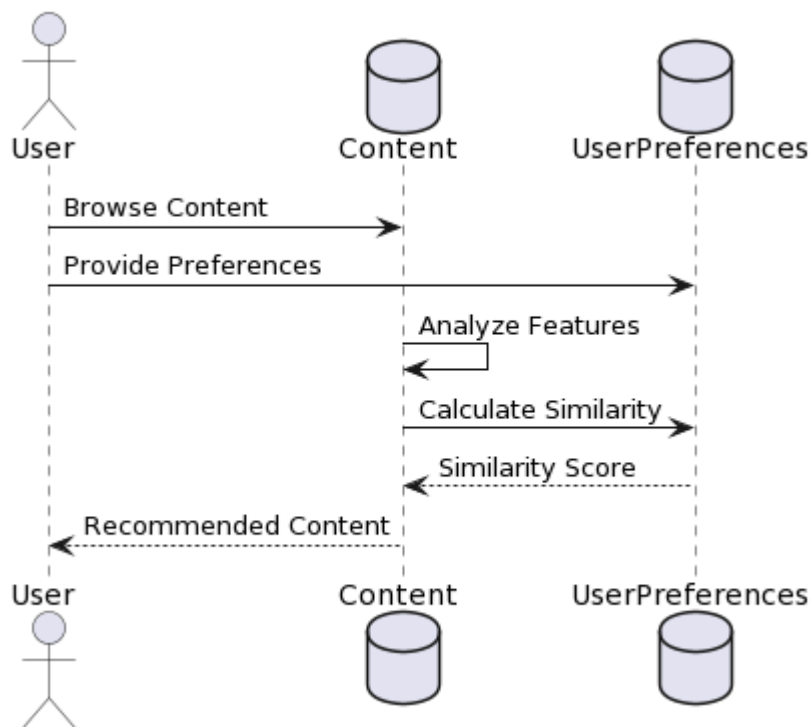 User
Content
UserPreferences
Browse Content
Provide Preferences
Analyze Features
Calculate Similarity
Similarity Score
Recommended Content
User
Content
UserPreferences